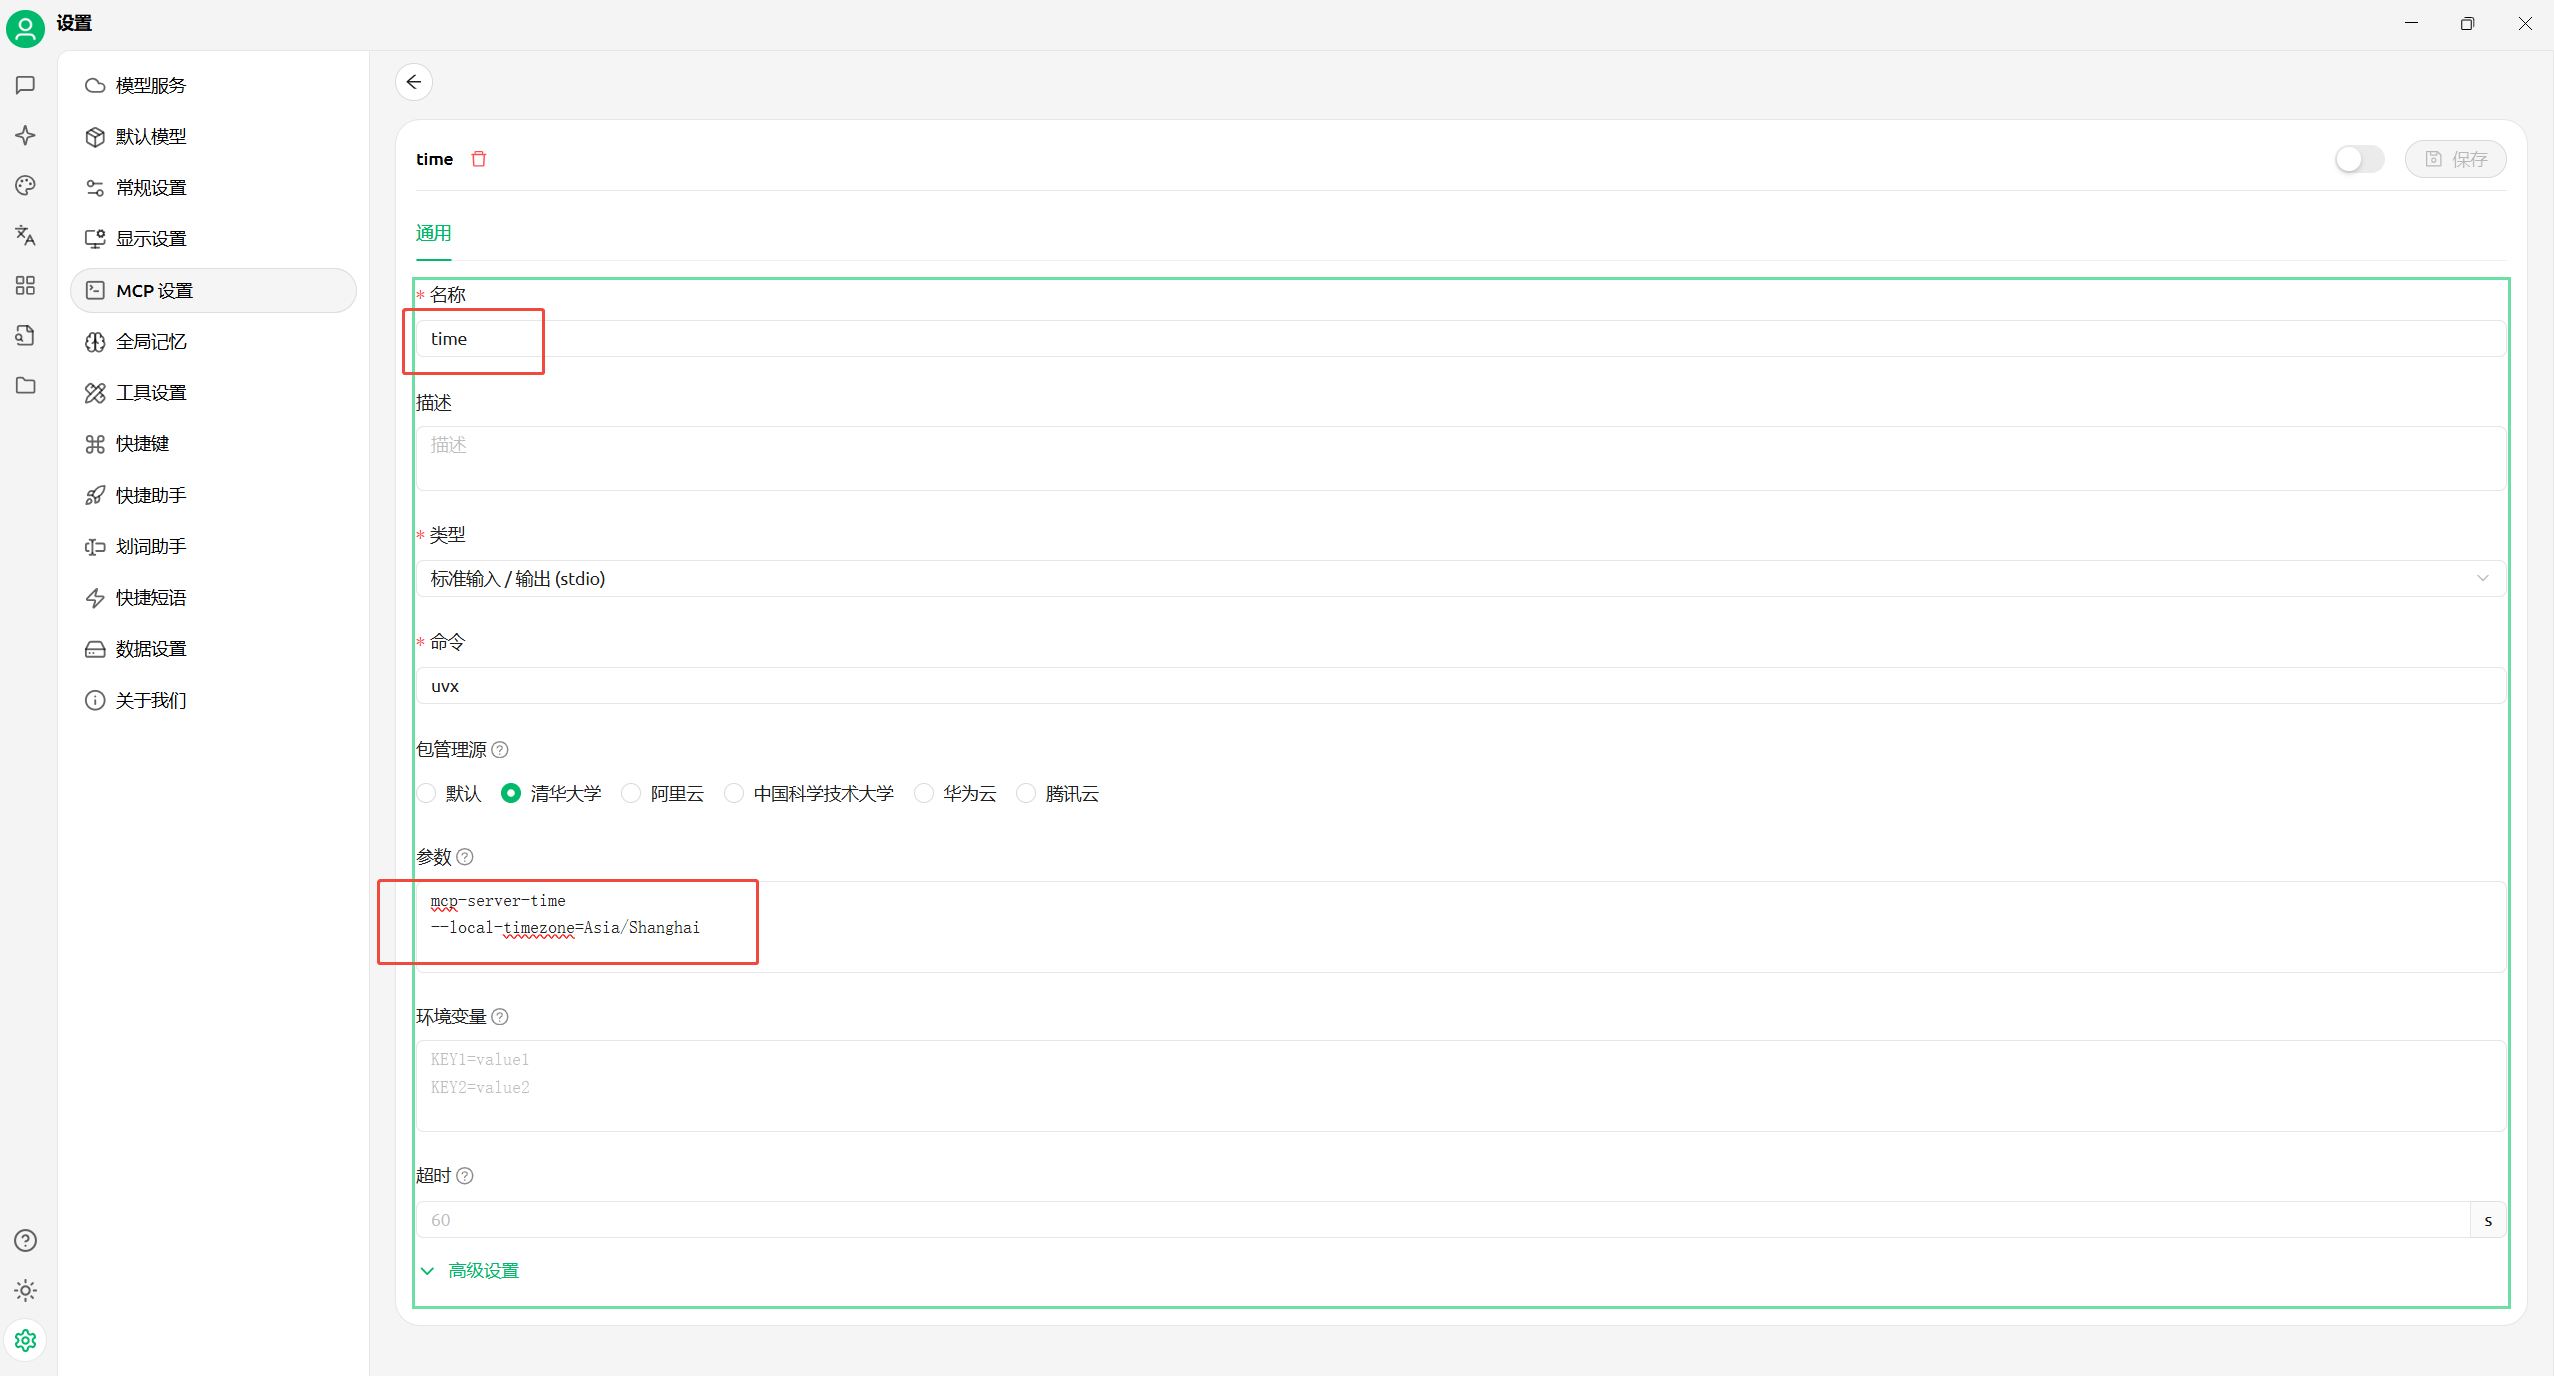 设置
模型服务
默认模型
常规设置
显示设置
MCP 设置
全局记忆
工具设置
快捷键
快捷助手
划词助手
快捷短语
数据设置
关于我们
time
保存
通用
* 名称
time
描述
描述
* 类型
标准输入 / 输出 (stdio)
* 命令
uvx
包管理源
默认 清华大学 阿里云 中国科学技术大学 华为云 腾讯云
参数
mcp-server-time
--local-timezone=Asia/Shanghai
环境变量
KEY1=value1
KEY2=value2
超时
60 s
高级设置